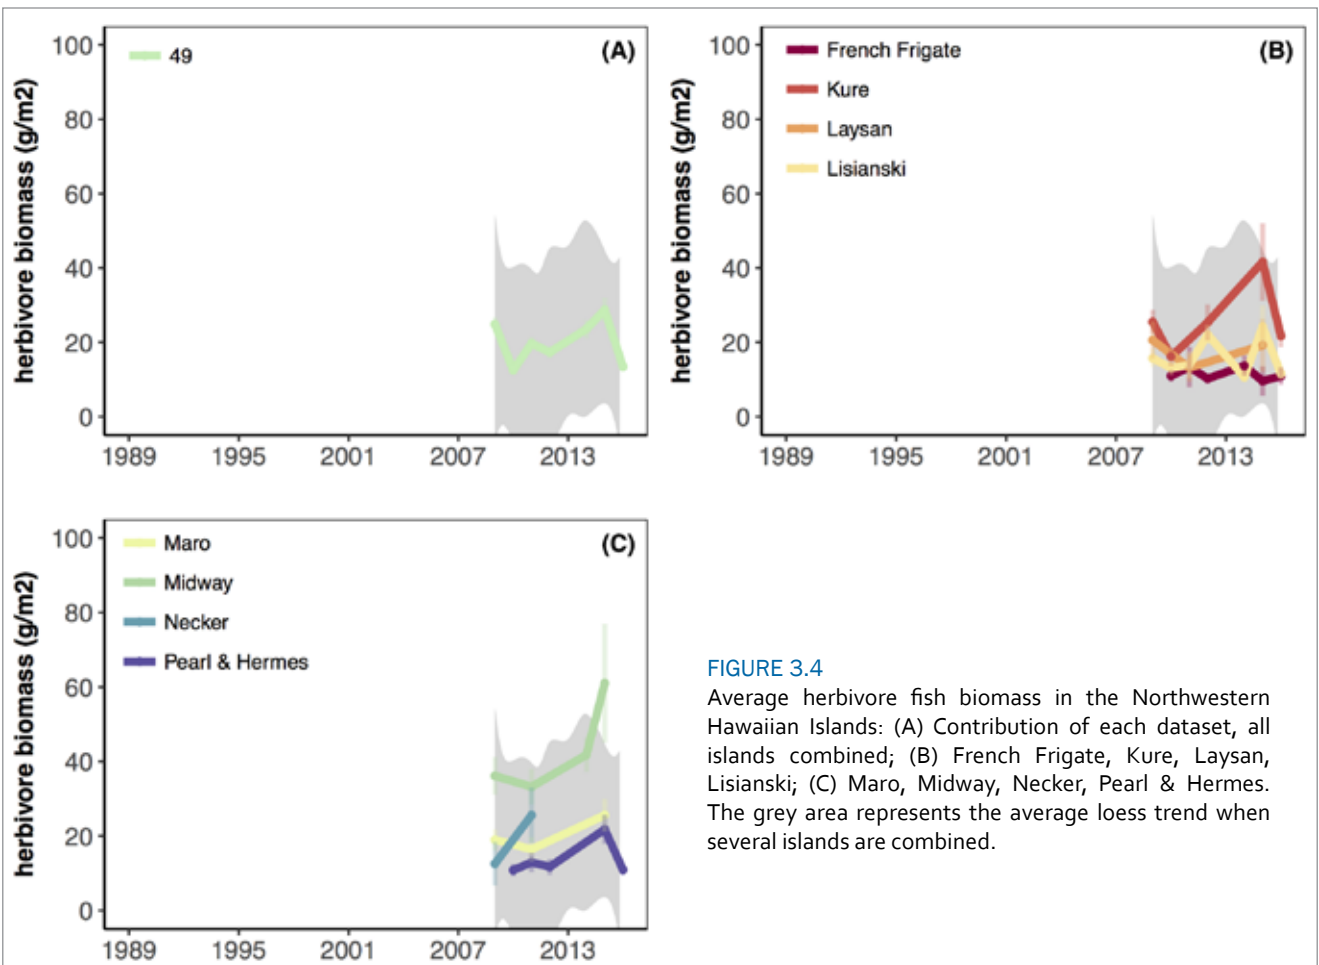 (A)
49
herbivore biomass (g/m2)
100
80
60
40
20
0
1989 1995 2001 2007 2013
(B)
French Frigate
Kure
Laysan
Lisianski
herbivore biomass (g/m2)
100
80
60
40
20
0
1989 1995 2001 2007 2013
(C)
Maro
Midway
Necker
Pearl & Hermes
herbivore biomass (g/m2)
100
80
60
40
20
0
1989 1995 2001 2007 2013
FIGURE 3.4
Average herbivore fish biomass in the Northwestern
Hawaiian Islands: (A) Contribution of each dataset, all
islands combined; (B) French Frigate, Kure, Laysan,
Lisianski; (C) Maro, Midway, Necker, Pearl & Hermes.
The grey area represents the average loess trend when
several islands are combined.